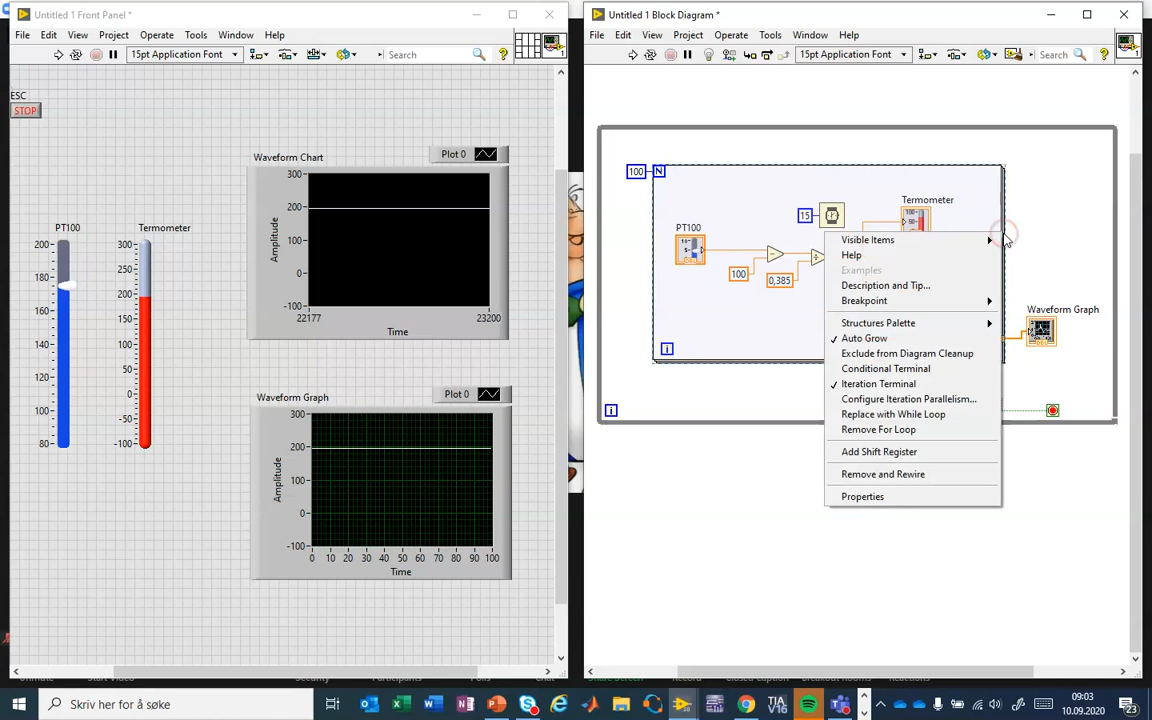 Untitled 1 Front Panel *
File Edit View Project Operate Tools Window Help
15pt Application Font
Search
ESC
STOP
Waveform Chart
Plot 0
300
200
100
0
-100
Amplitude
22177 23200
Time
PT100
200
180
160
140
120
100
80
Termometer
300
250
200
150
100
50
0
-50
-100
Waveform Graph
Plot 0
300
200
100
0
-100
Amplitude
0 10 20 30 40 50 60 70 80 90 100
Time
Untitled 1 Block Diagram *
File Edit View Project Operate Tools Window Help
15pt Application Font
Search
100 N
Termometer
15
PT100
100
0,385
i
Waveform Graph
i
Visible Items
Help
Examples
Description and Tip...
Breakpoint
Structures Palette
Auto Grow
Exclude from Diagram Cleanup
Conditional Terminal
Iteration Terminal
Configure Iteration Parallelism...
Replace with While Loop
Remove For Loop
Add Shift Register
Remove and Rewire
Properties
Skriv her for å søke
TIA
V16
09:03
10.09.2020
23